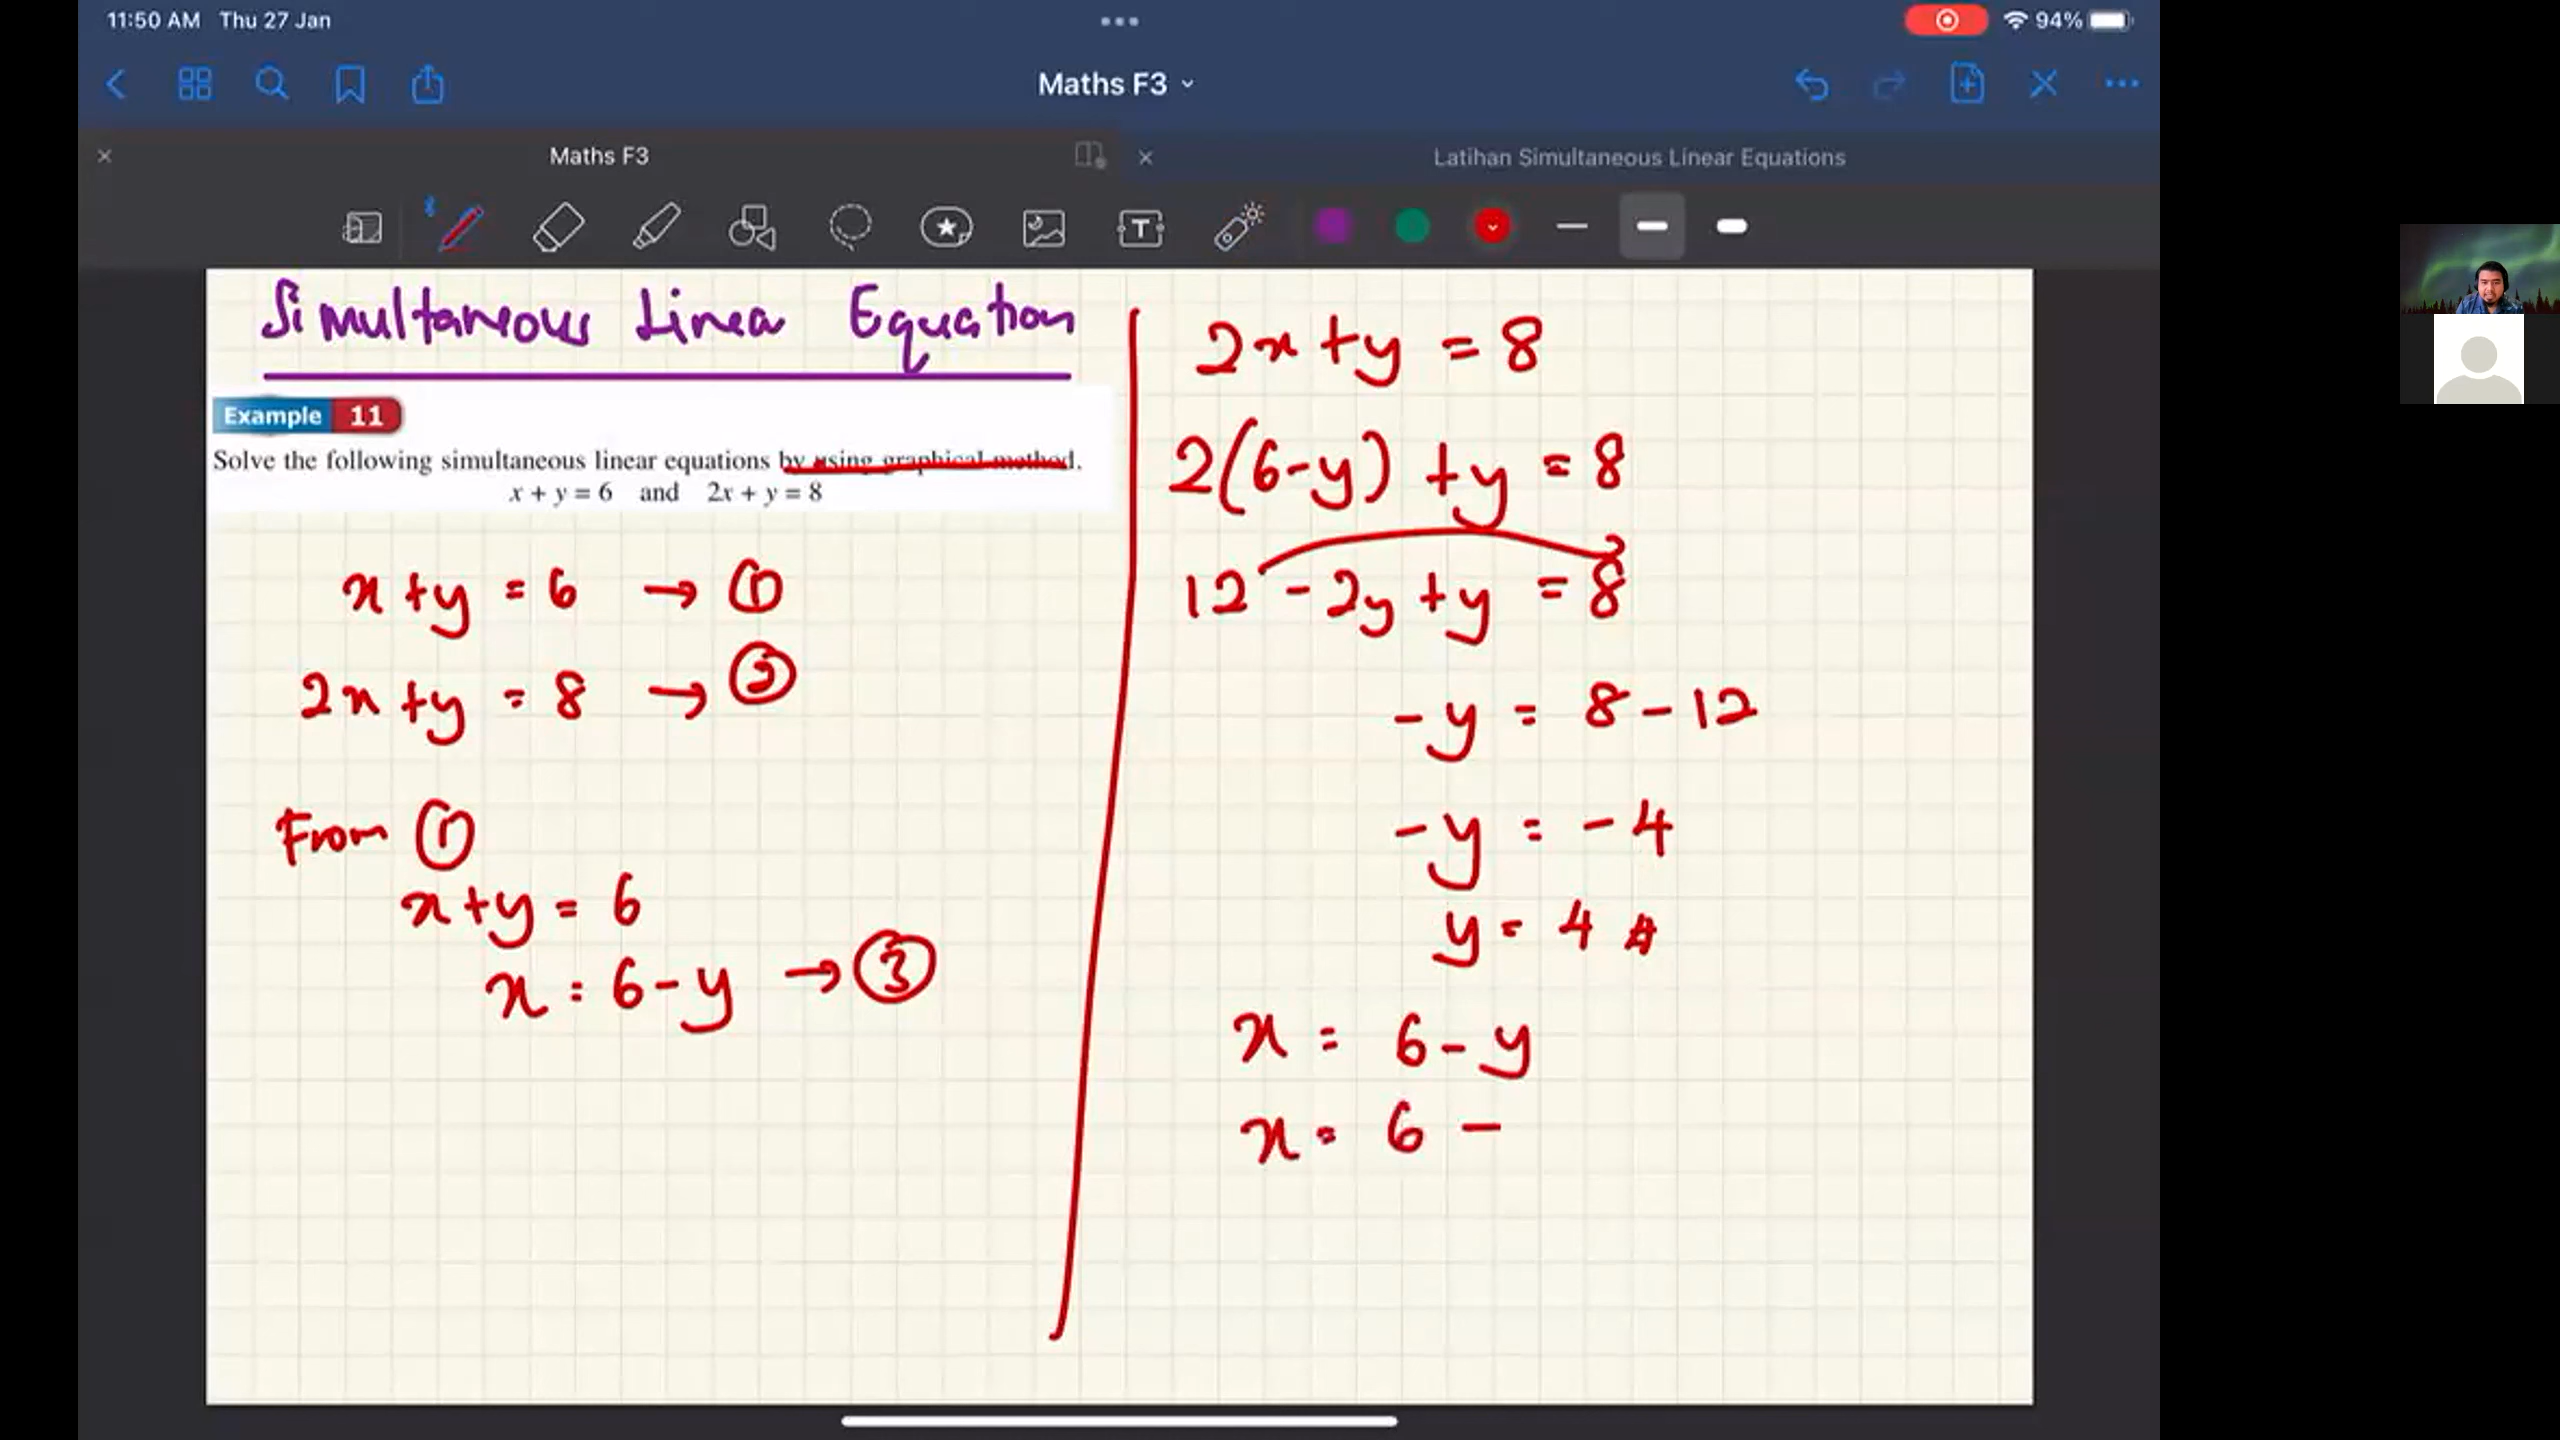 11:50 AM Thu 27 Jan
94%
Maths F3
Maths F3
Latihan Simultaneous Linear Equations
Simultaneous Linear Equation
Example 11
Solve the following simultaneous linear equations by using graphical method.
x + y = 6 and 2x + y = 8
x + y = 6 → ①
2x + y = 8 → ②
From ①
x + y = 6
x = 6 - y → ③
2x + y = 8
2(6 - y) + y = 8
12 - 2y + y = 8
- y = 8 - 12
- y = - 4
y = 4
x = 6 - y
x = 6 -